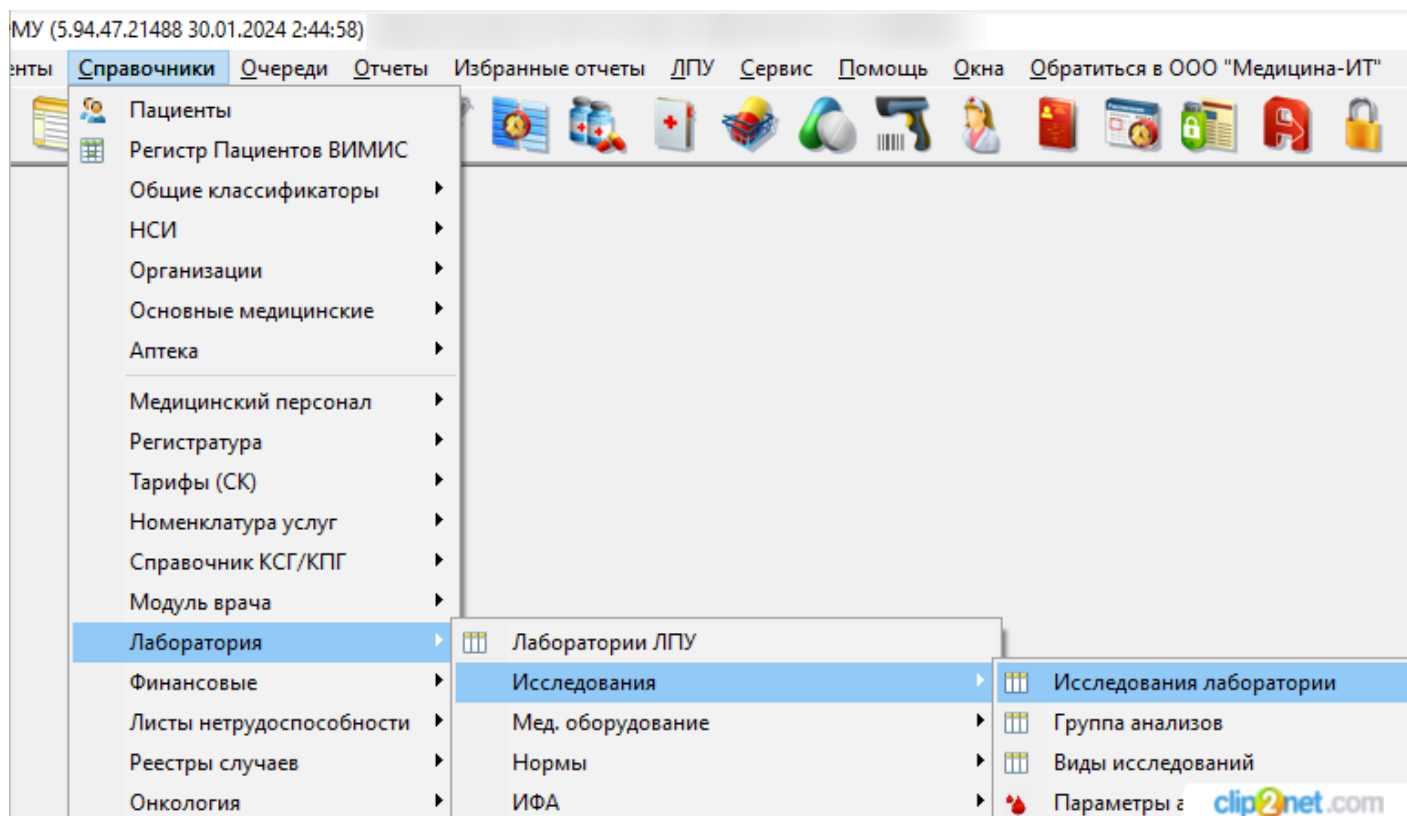 МУ (5.94.47.21488 30.01.2024 2:44:58)
енты Справочники Очереди Отчеты Избранные отчеты ЛПУ Сервис Помощь Окна Обратиться в ООО "Медицина-ИТ"
Пациенты
Регистр Пациентов ВИМИС
Общие классификаторы
НСИ
Организации
Основные медицинские
Аптека
Медицинский персонал
Регистратура
Тарифы (СК)
Номенклатура услуг
Справочник КСГ/КПГ
Модуль врача
Лаборатория
Финансовые
Листы нетрудоспособности
Реестры случаев
Онкология
Лаборатории ЛПУ
Исследования
Мед. оборудование
Нормы
ИФА
Исследования лаборатории
Группа анализов
Виды исследований
Параметры а
clip2net.com